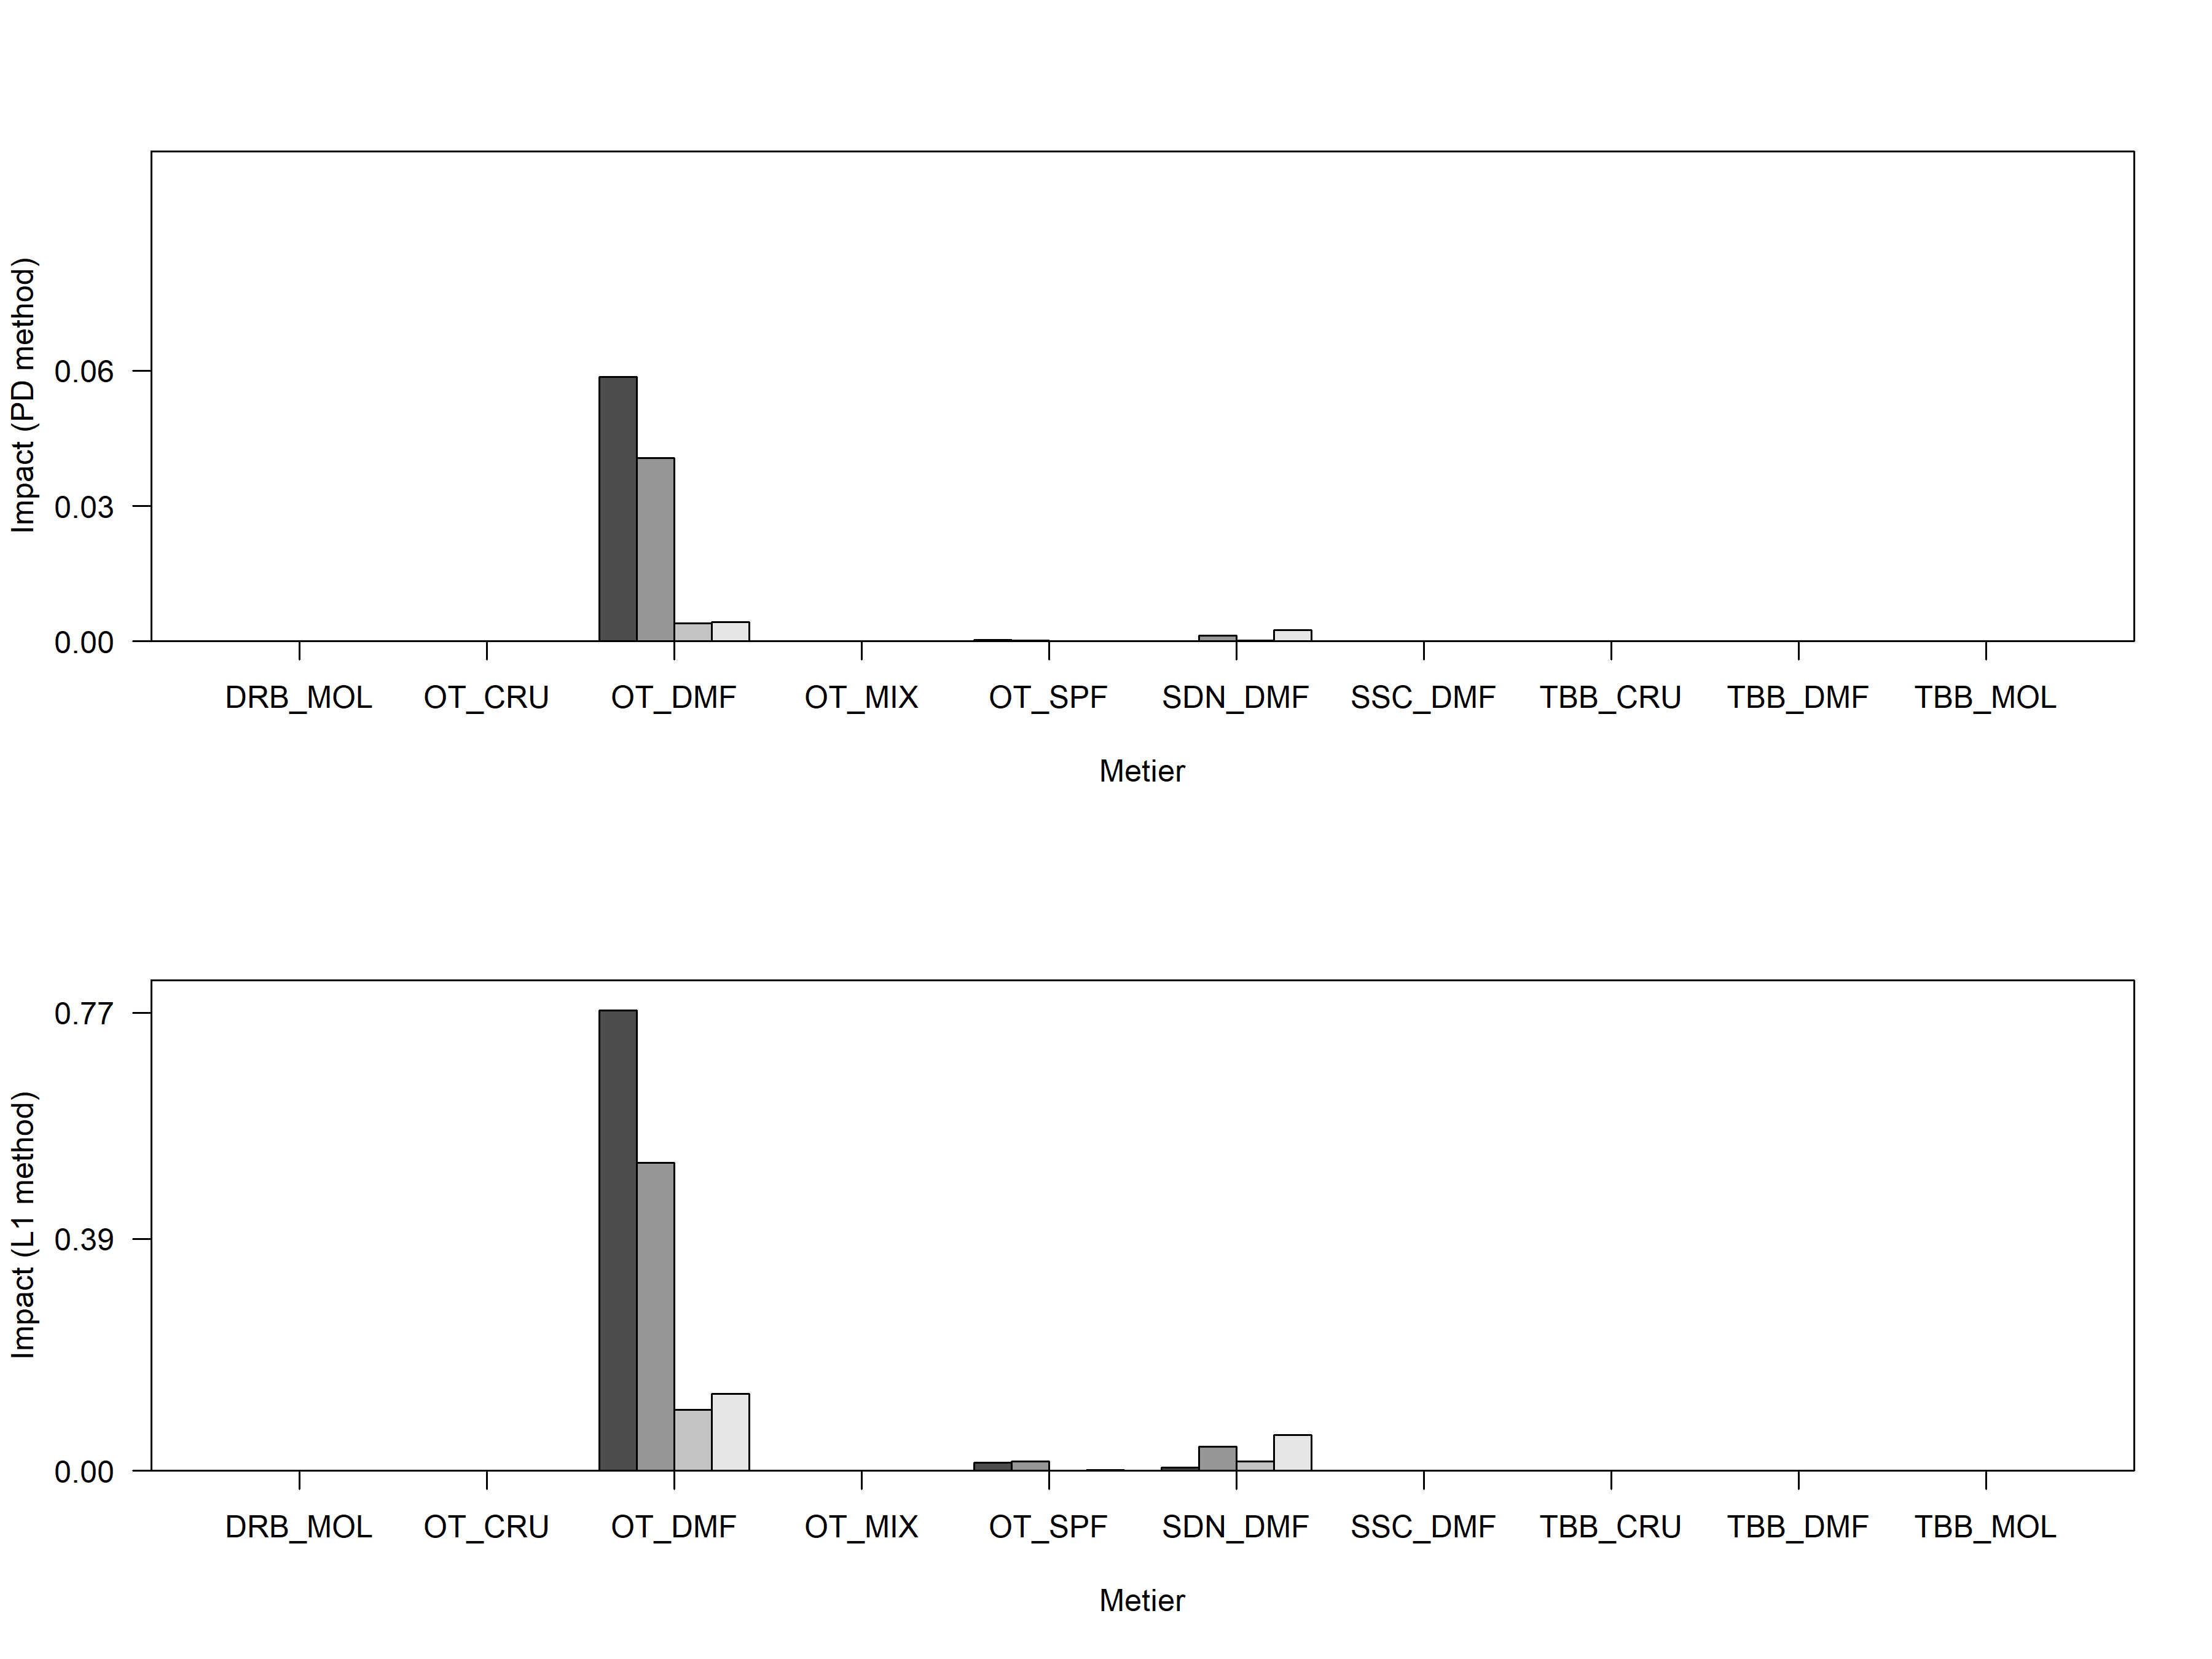 Impact (PD method)
0.06
0.03
0.00
DRB_MOL OT_CRU OT_DMF OT_MIX OT_SPF SDN_DMF SSC_DMF TBB_CRU TBB_DMF TBB_MOL
Metier
Impact (L1 method)
0.77
0.39
0.00
DRB_MOL OT_CRU OT_DMF OT_MIX OT_SPF SDN_DMF SSC_DMF TBB_CRU TBB_DMF TBB_MOL
Metier